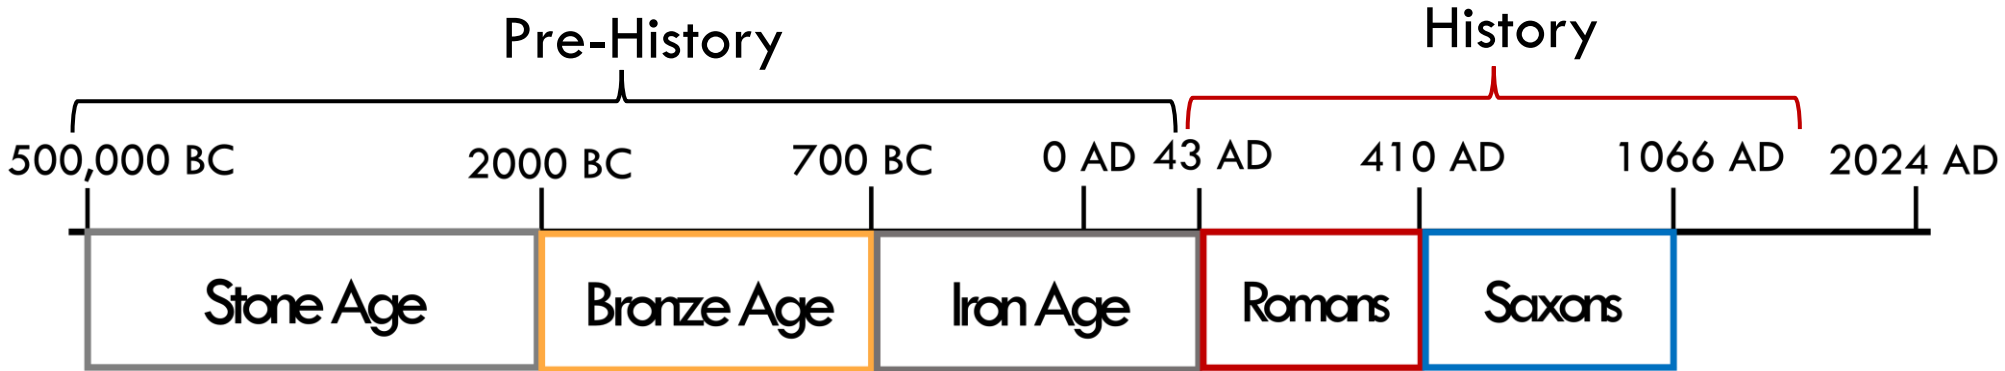 Pre-History History
500,000 BC 2000 BC 700 BC 0 AD 43 AD 410 AD 1066 AD 2024 AD
Stone Age Bronze Age Iron Age Romans Saxons